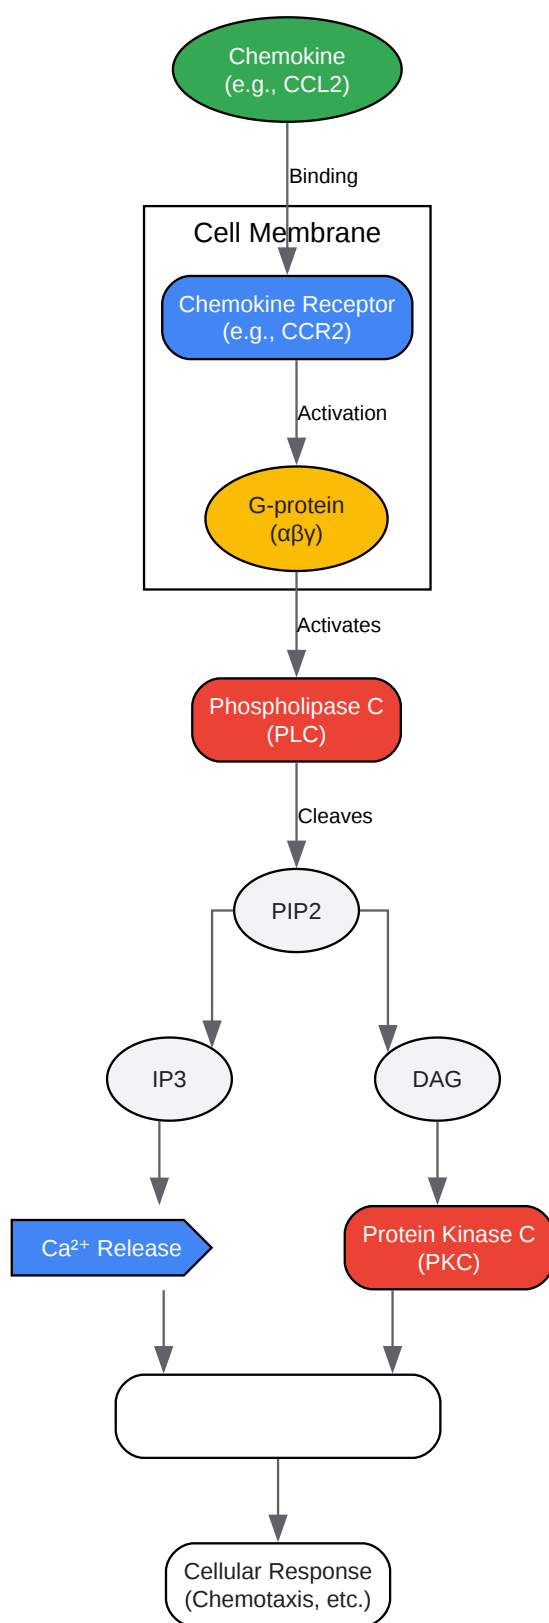 Chemokine
(e.g., CCL2)
Binding
Cell Membrane
Chemokine Receptor
(e.g., CCR2)
Activation
G-protein
(αβγ)
Activates
Phospholipase C
(PLC)
Cleaves
PIP2
IP3
DAG
Ca²⁺ Release
Protein Kinase C
(PKC)
Cellular Response
(Chemotaxis, etc.)